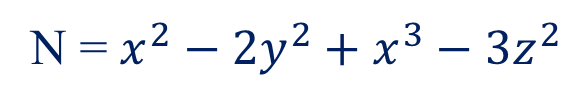 N = x² − 2y² + x³ − 3z²